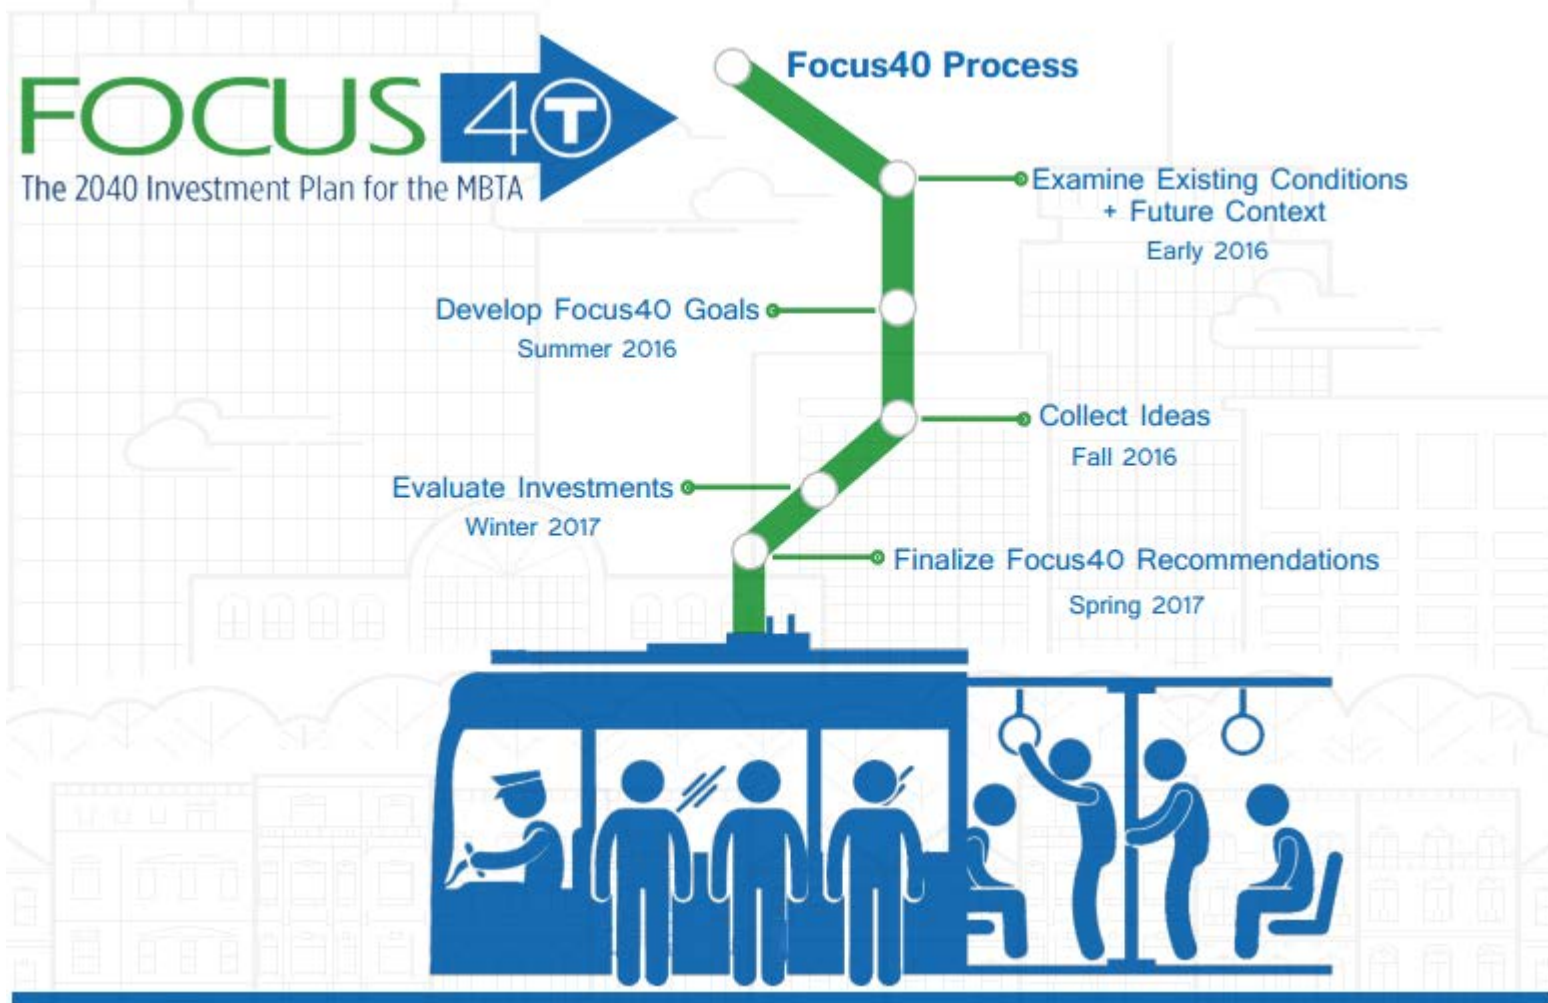 FOCUS 40
The 2040 Investment Plan for the MBTA
Focus40 Process
Examine Existing Conditions
+ Future Context
Early 2016
Develop Focus40 Goals
Summer 2016
Collect Ideas
Fall 2016
Evaluate Investments
Winter 2017
Finalize Focus40 Recommendations
Spring 2017